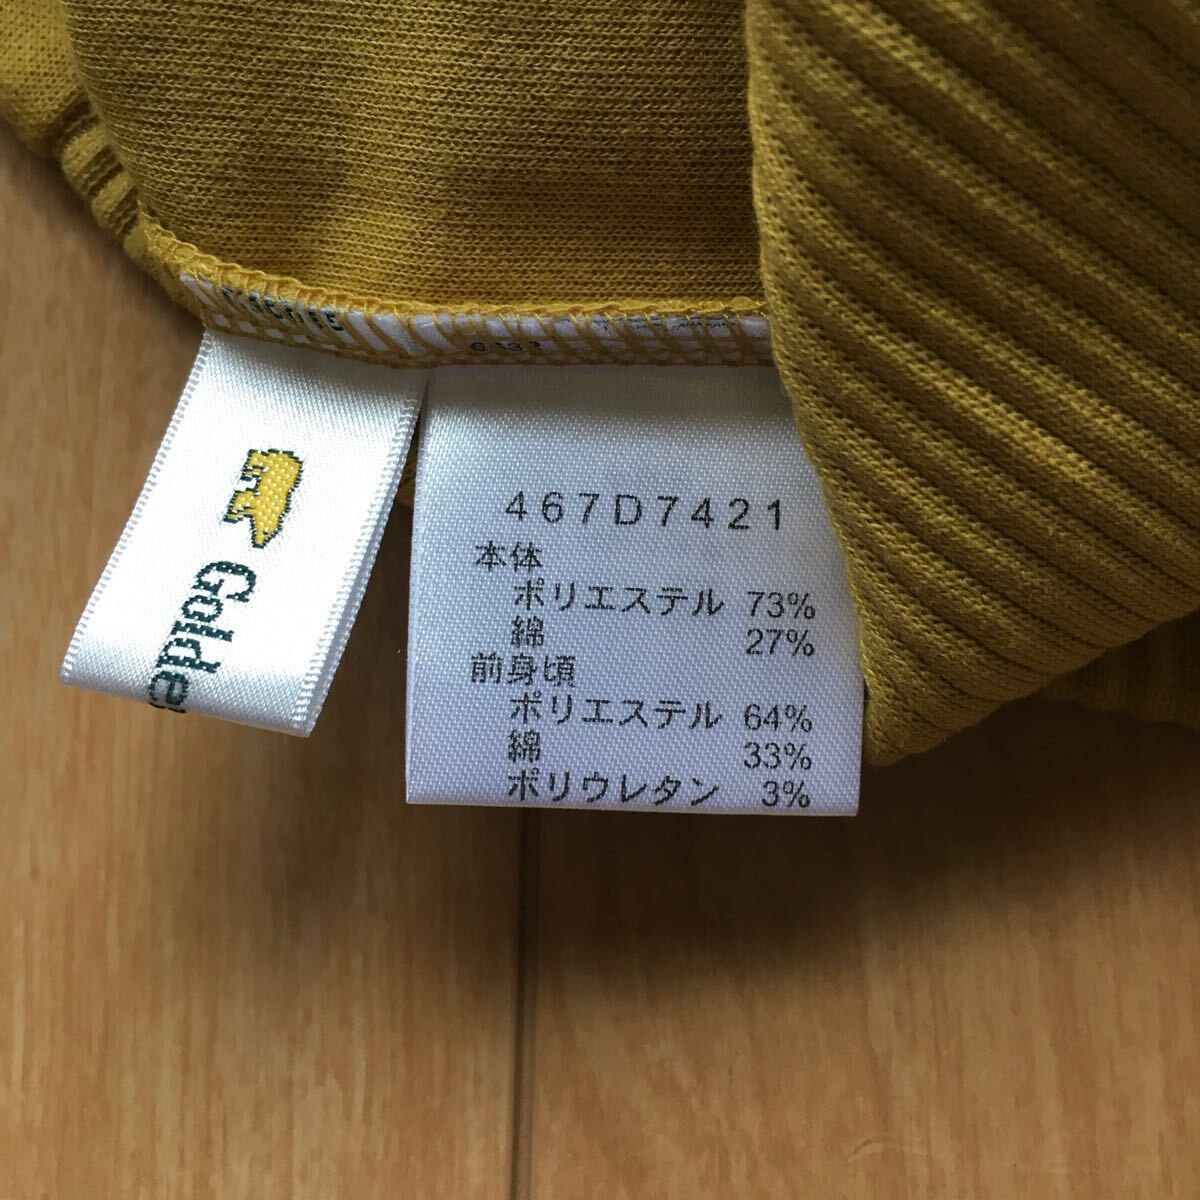 Golde
467D7421
本体
ポリエステル 73%
綿 27%
前身頃
ポリエステル 64%
綿 33%
ポリウレタン 3%